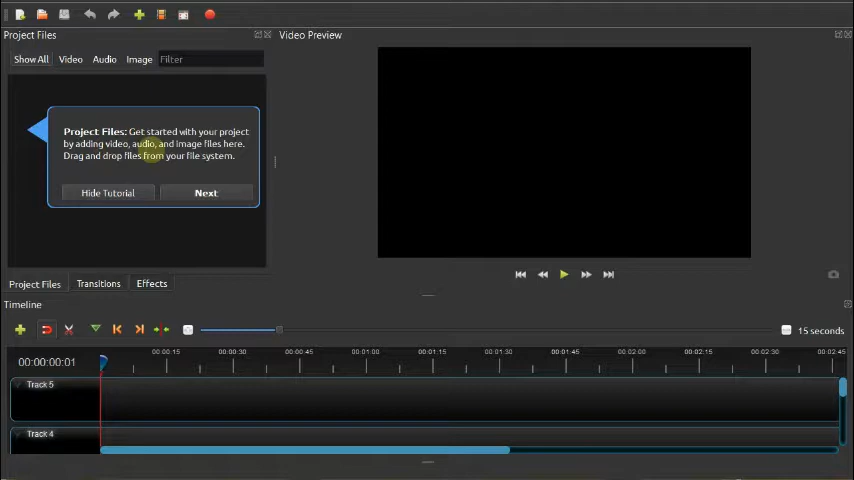 Project Files
Video Preview
Show All Video Audio Image Filter
Project Files: Get started with your project
by adding video, audio, and image files here.
Drag and drop files from your file system.
Hide Tutorial Next
Project Files Transitions Effects
Timeline
15 seconds
00:00:00:01
00:00:15 00:00:30 00:00:45 00:01:00 00:01:15 00:01:30 00:01:45 00:02:00 00:02:15 00:02:30 00:02:45
Track 5
Track 4